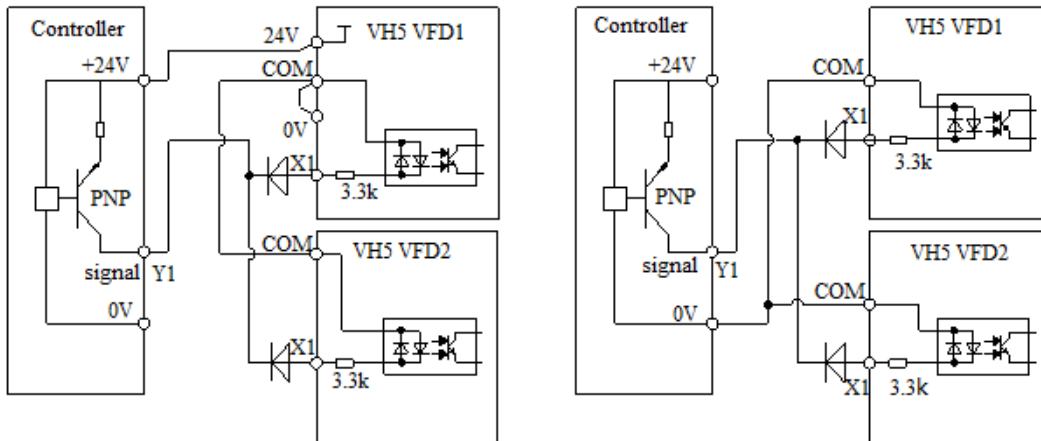 Controller
+24V
PNP
signal Y1
0V
24V
VH5 VFD1
COM
0V
X1
3.3k
VH5 VFD2
COM
X1
3.3k
Controller
+24V
PNP
signal Y1
0V
VH5 VFD1
COM
X1
3.3k
VH5 VFD2
COM
X1
3.3k